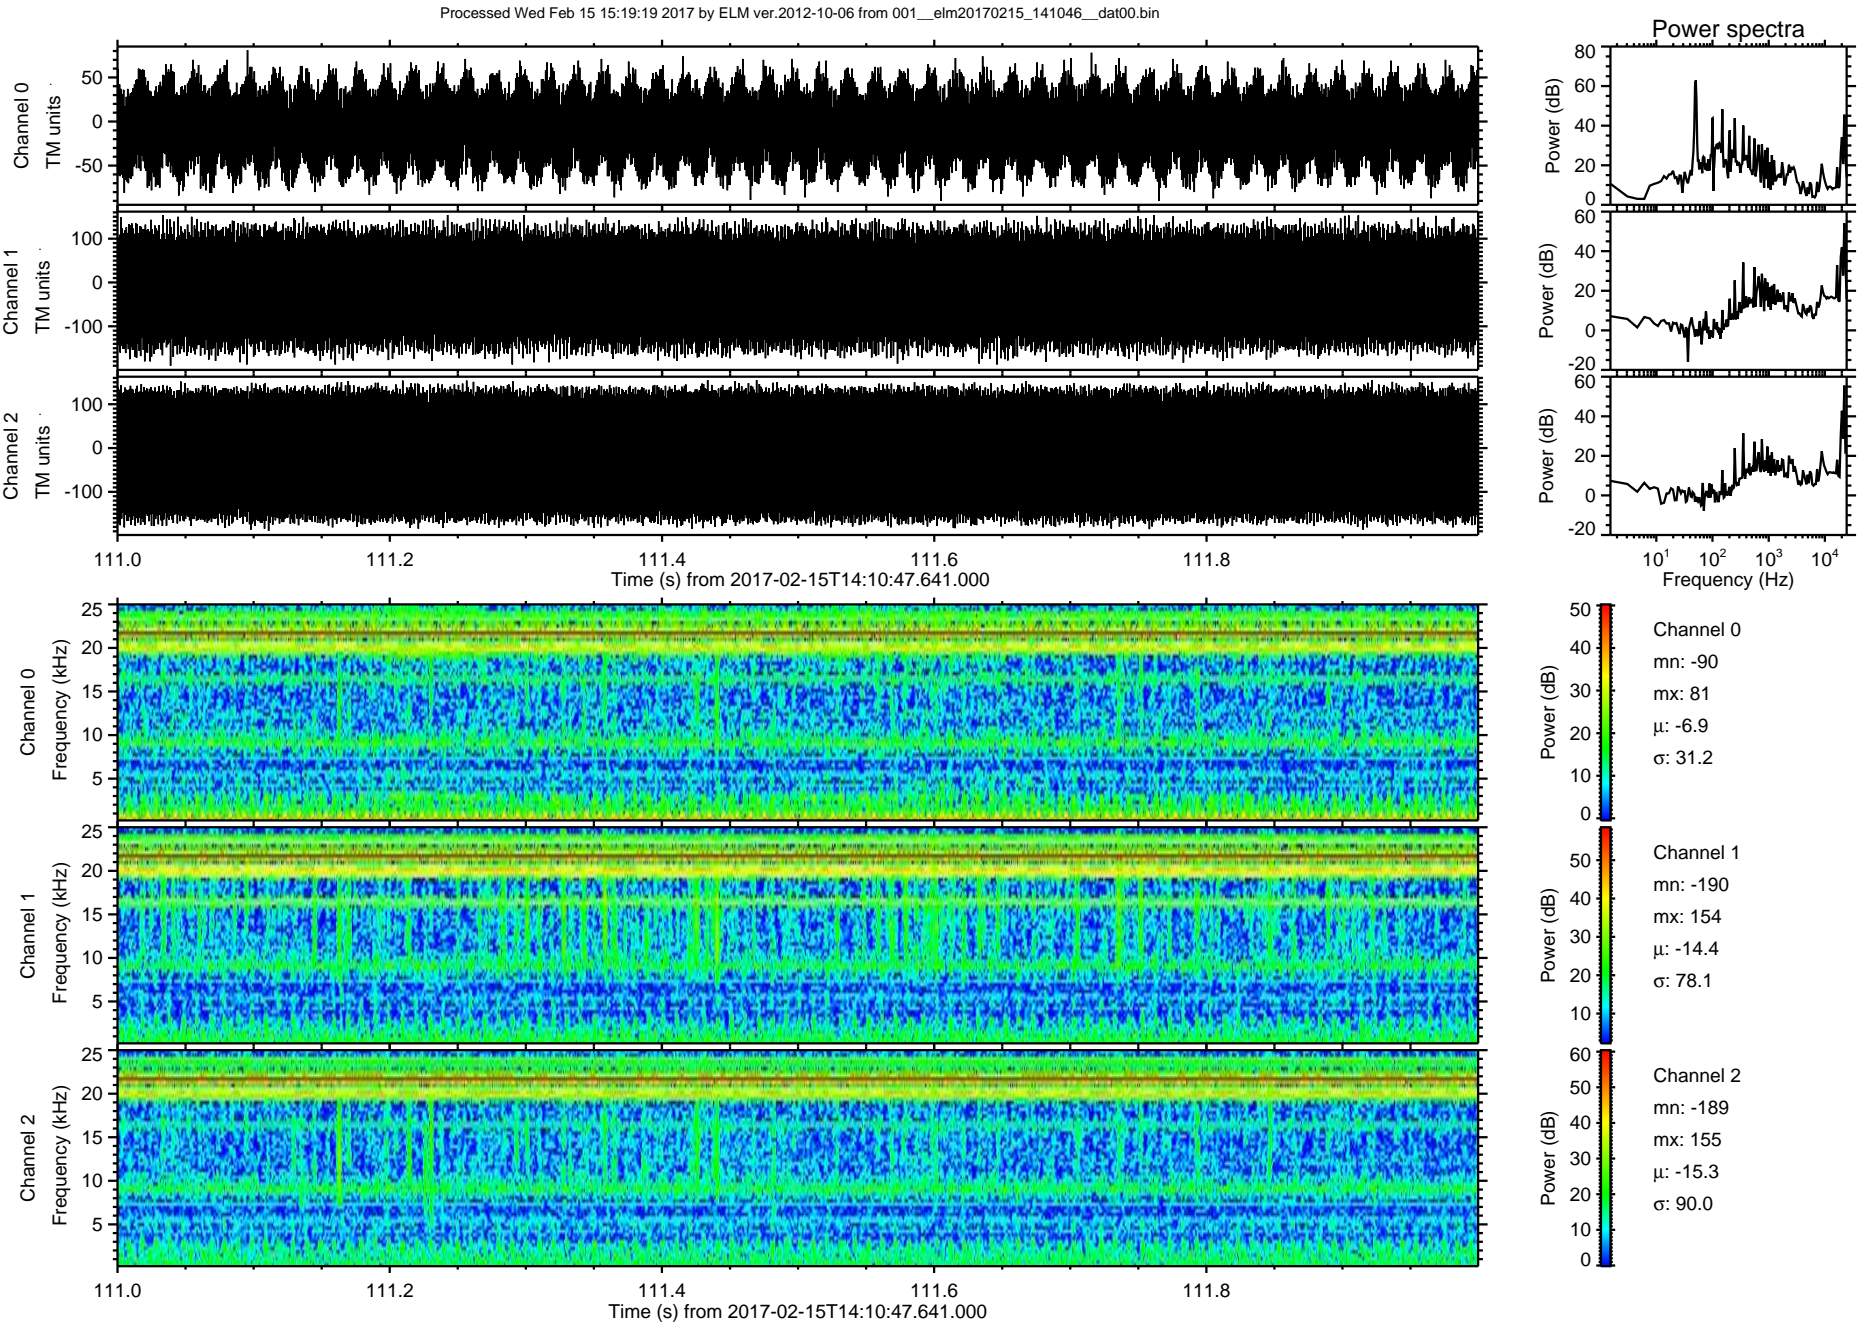 Processed Wed Feb 15 15:19:19 2017 by ELM ver.2012-10-06 from 001__elm20170215_141046__dat00.bin
Power spectra
Channel 0
TM units
50
0
-50
Power (dB)
80
60
40
20
0
Channel 1
TM units
100
0
-100
Power (dB)
60
40
20
0
-20
Channel 2
TM units
100
0
-100
Power (dB)
60
40
20
0
-20
111.0 111.2 111.4 111.6 111.8
Time (s) from 2017-02-15T14:10:47.641.000
10¹ 10² 10³ 10⁴
Frequency (Hz)
Channel 0
Frequency (kHz)
25
20
15
10
5
Power (dB)
50
40
30
20
10
0
Channel 0
mn: -90
mx: 81
μ: -6.9
σ: 31.2
Channel 1
Frequency (kHz)
25
20
15
10
5
Power (dB)
50
40
30
20
10
Channel 1
mn: -190
mx: 154
μ: -14.4
σ: 78.1
Channel 2
Frequency (kHz)
25
20
15
10
5
Power (dB)
60
50
40
30
20
10
0
Channel 2
mn: -189
mx: 155
μ: -15.3
σ: 90.0
111.0 111.2 111.4 111.6 111.8
Time (s) from 2017-02-15T14:10:47.641.000